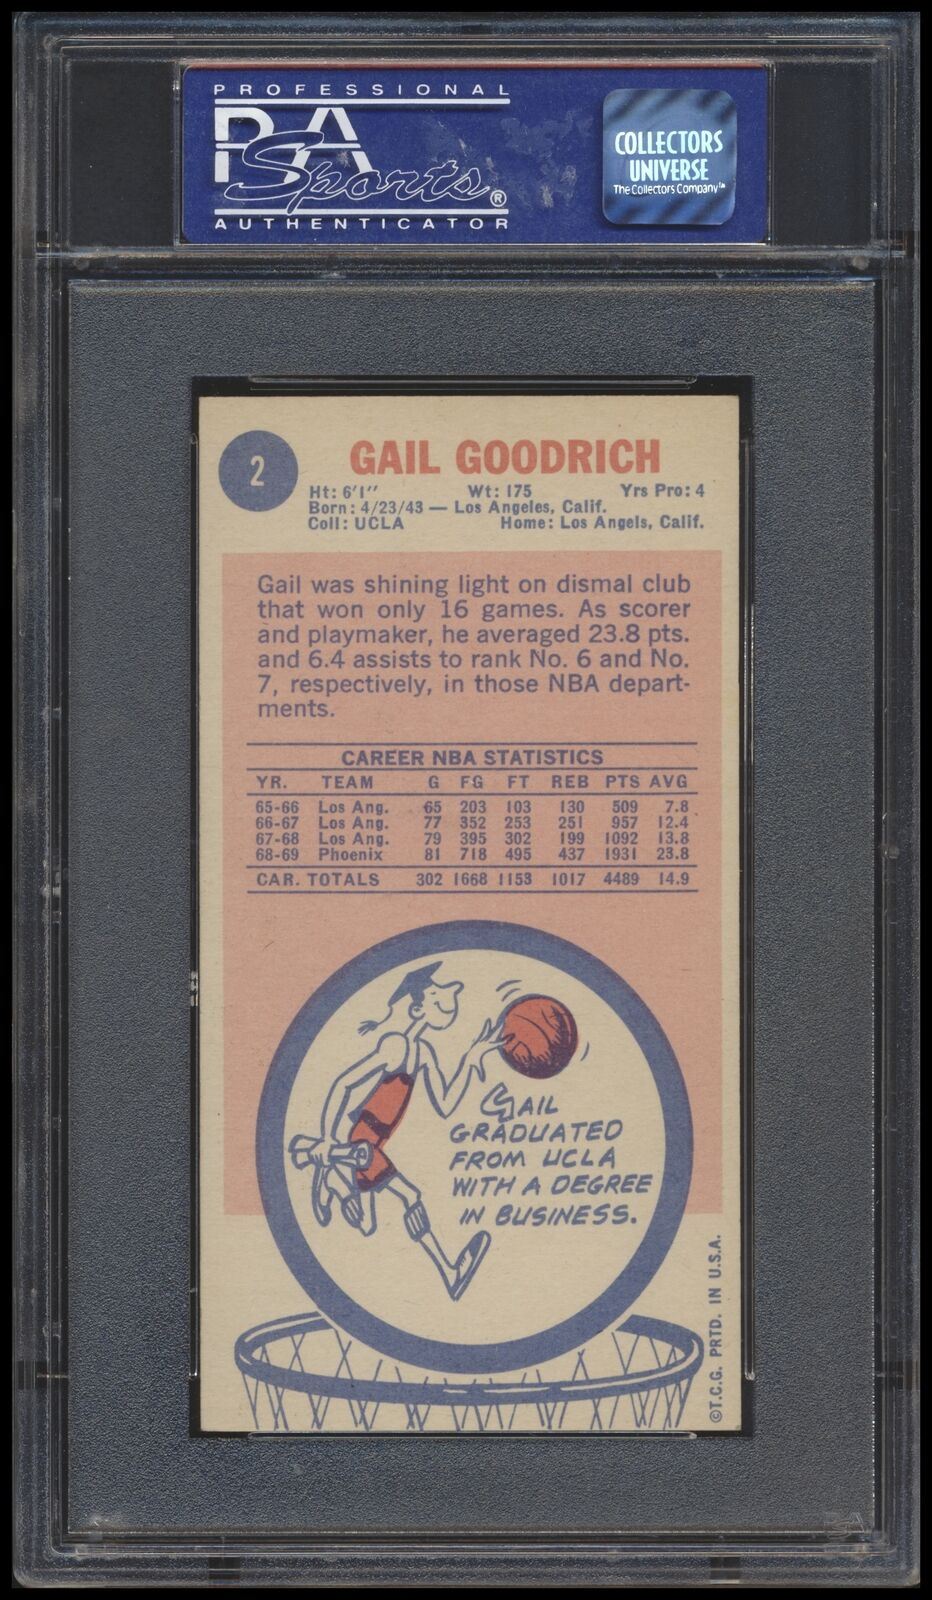 PROFESSIONAL
PSA
Sports®
AUTHENTICATOR
COLLECTORS
UNIVERSE
The Collectors Company™
2
GAIL GOODRICH
Ht: 6'1" Wt: 175 Yrs Pro: 4
Born: 4/23/43 — Los Angeles, Calif.
Coll: UCLA Home: Los Angels, Calif.
Gail was shining light on dismal club
that won only 16 games. As scorer
and playmaker, he averaged 23.8 pts.
and 6.4 assists to rank No. 6 and No.
7, respectively, in those NBA depart-
ments.
CAREER NBA STATISTICS
YR. TEAM G FG FT REB PTS AVG
65-66 Los Ang. 65 203 103 130 509 7.8
66-67 Los Ang. 77 352 253 251 957 12.4
67-68 Los Ang. 79 395 302 199 1092 13.8
68-69 Phoenix 81 718 495 437 1931 23.8
CAR. TOTALS 302 1668 1153 1017 4489 14.9
GAIL
GRADUATED
FROM UCLA
WITH A DEGREE
IN BUSINESS.
©T.C.G. PRTD. IN U.S.A.